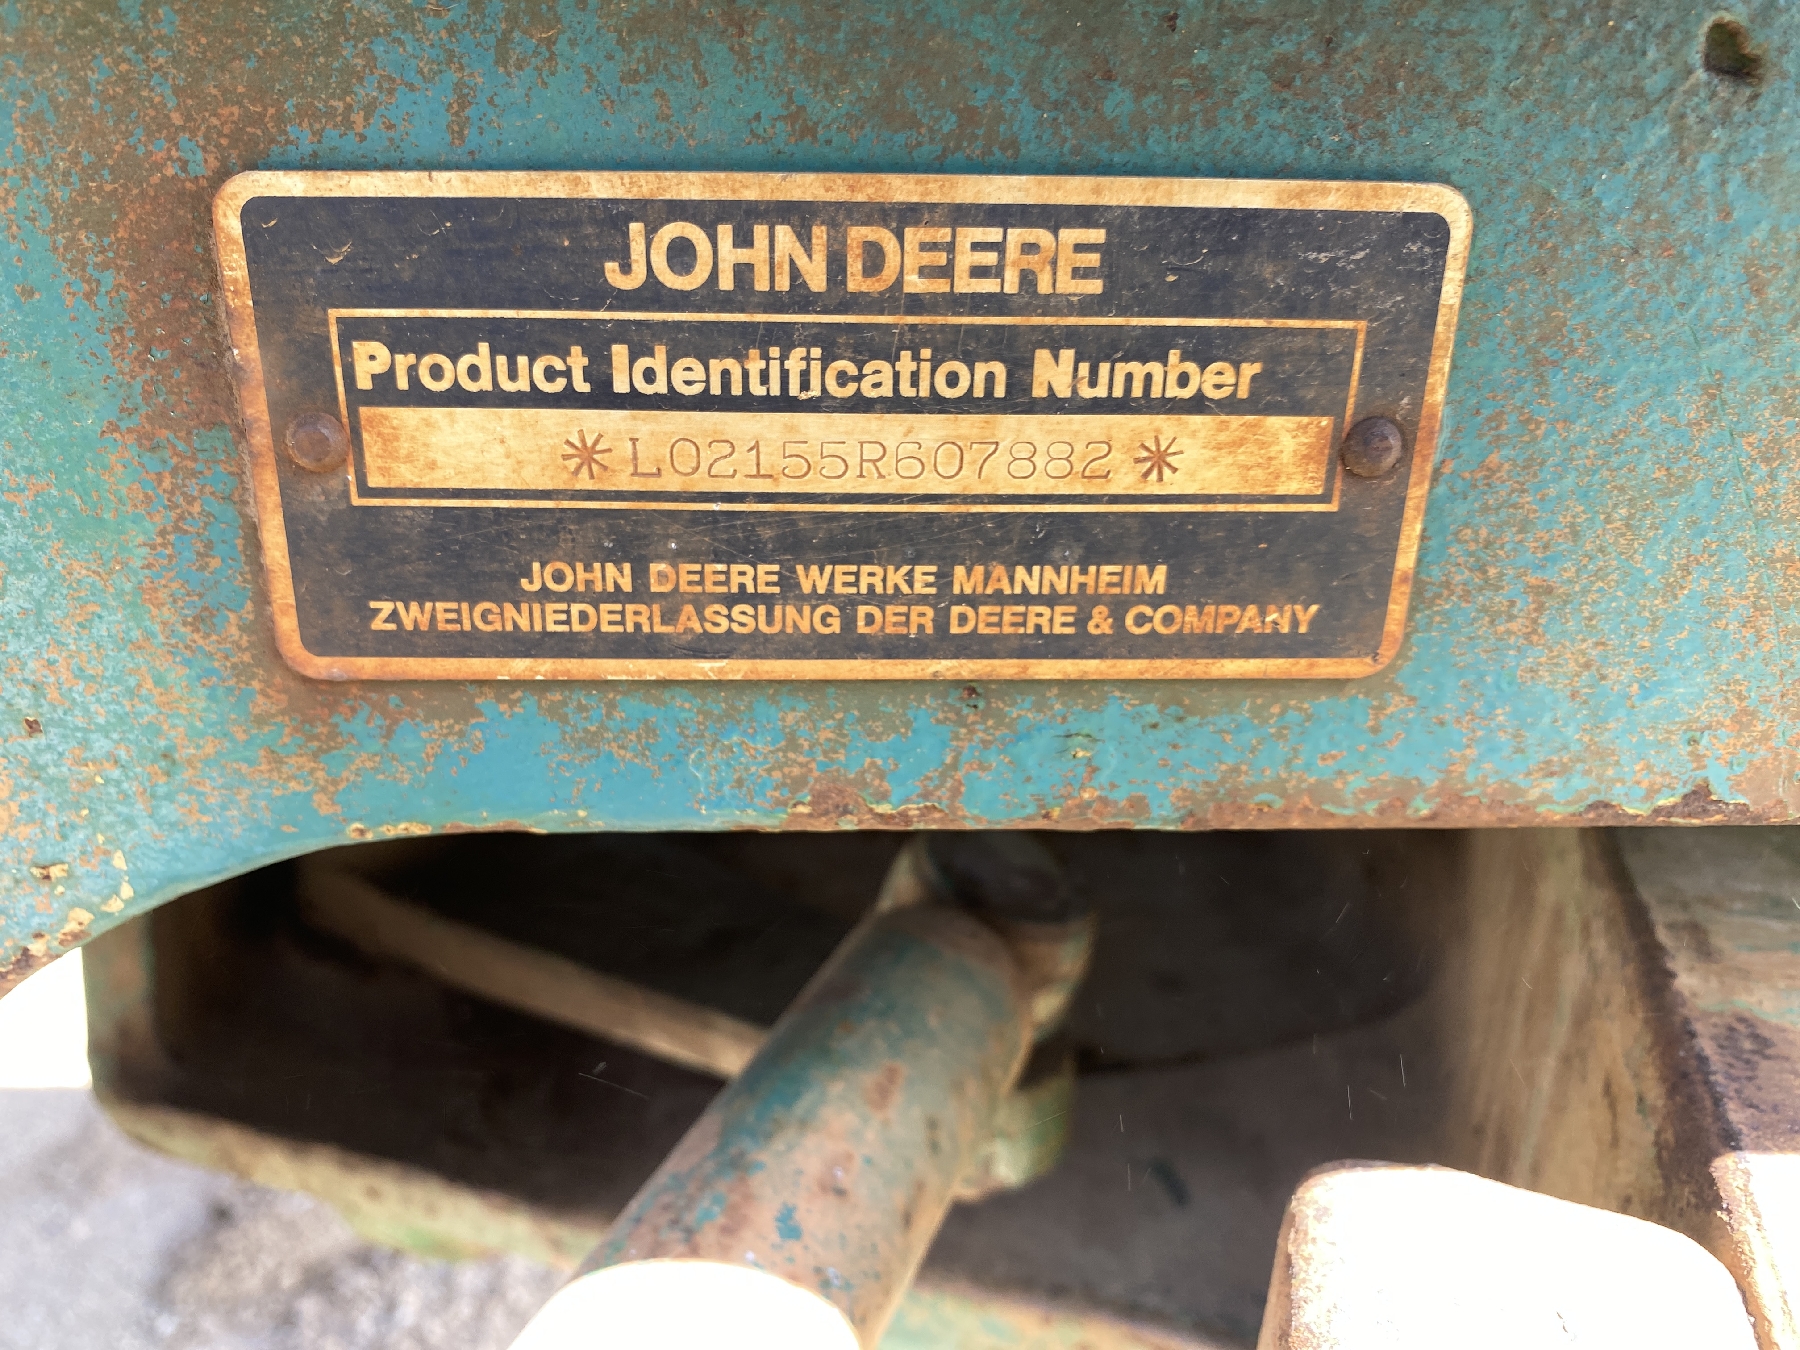 JOHN DEERE
Product Identification Number
*L02155R607882*
JOHN DEERE WERKE MANNHEIM
ZWEIGNIEDERLASSUNG DER DEERE & COMPANY